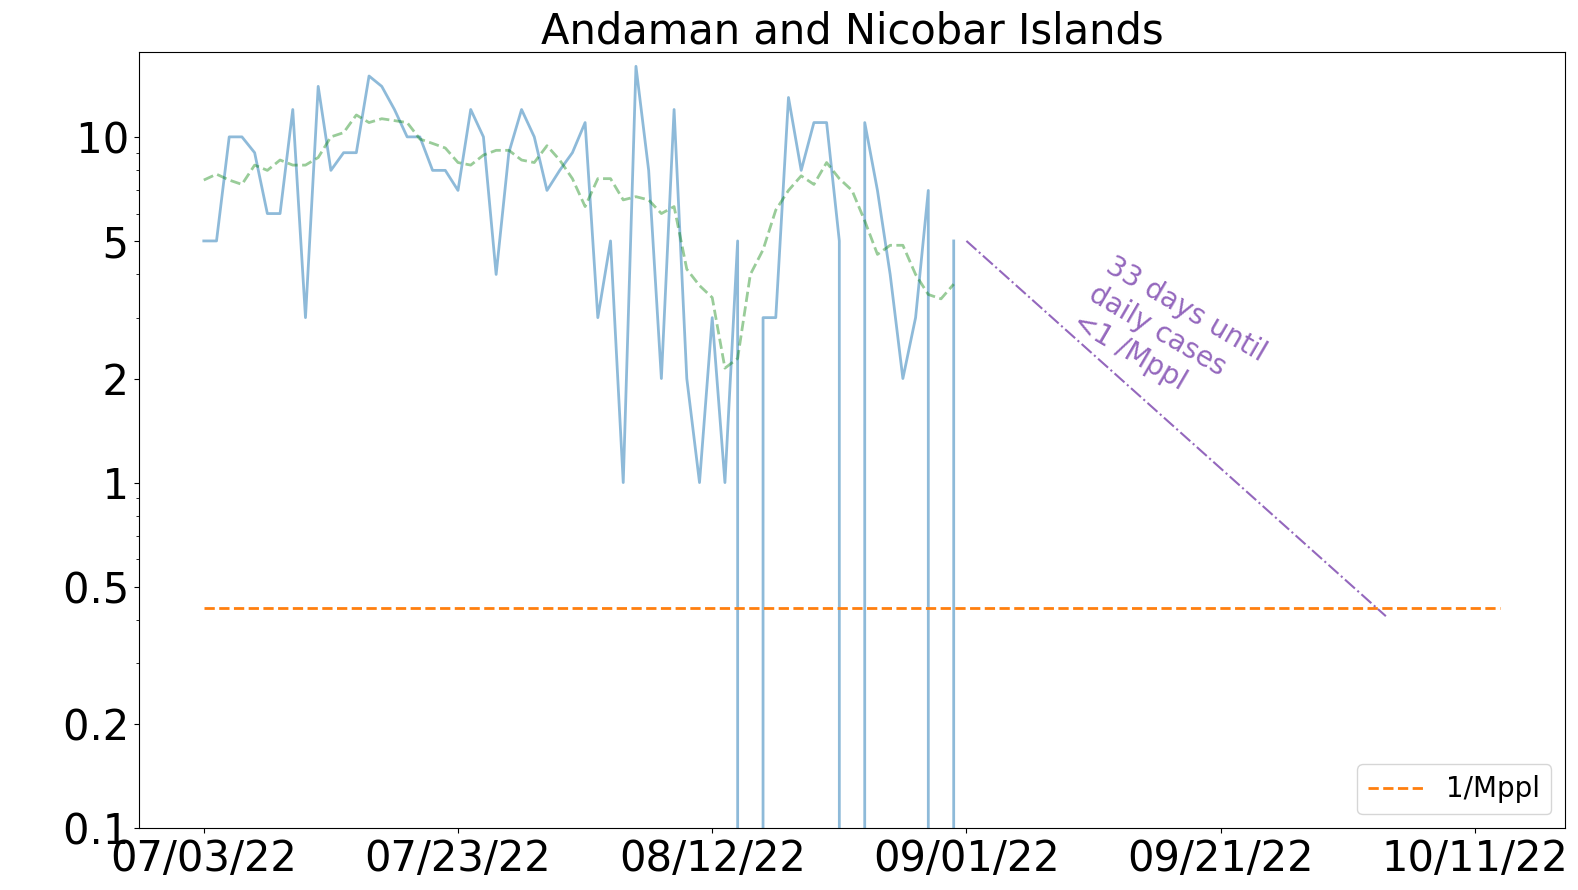 Andaman and Nicobar Islands
10
5
2
1
0.5
0.2
0.1
33 days until
daily cases
<1 /Mppl
1/Mppl
07/03/22 07/23/22 08/12/22 09/01/22 09/21/22 10/11/22